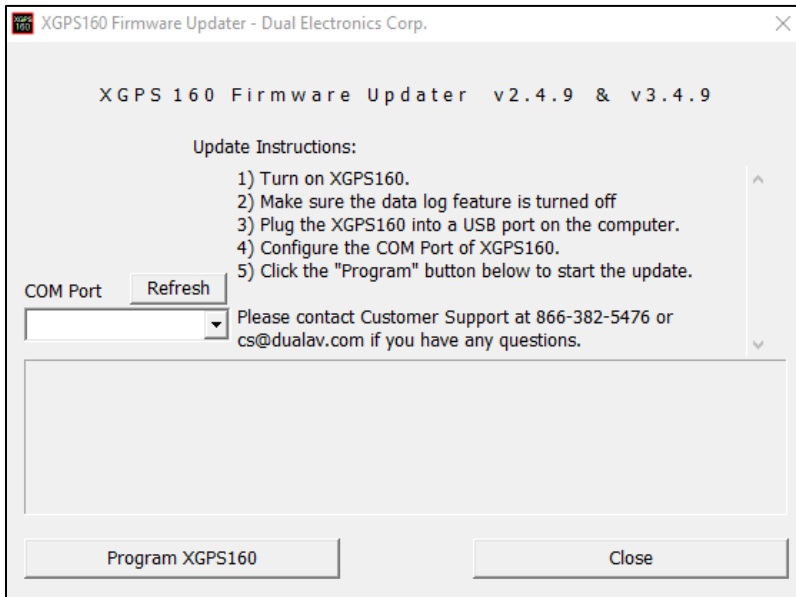 XGPS 160
XGPS160 Firmware Updater - Dual Electronics Corp.
XGPS 160 Firmware Updater v2.4.9 & v3.4.9
Update Instructions:
1) Turn on XGPS160.
2) Make sure the data log feature is turned off
3) Plug the XGPS160 into a USB port on the computer.
4) Configure the COM Port of XGPS160.
5) Click the "Program" button below to start the update.
COM Port
Refresh
Please contact Customer Support at 866-382-5476 or
cs@dualav.com if you have any questions.
Program XGPS160
Close